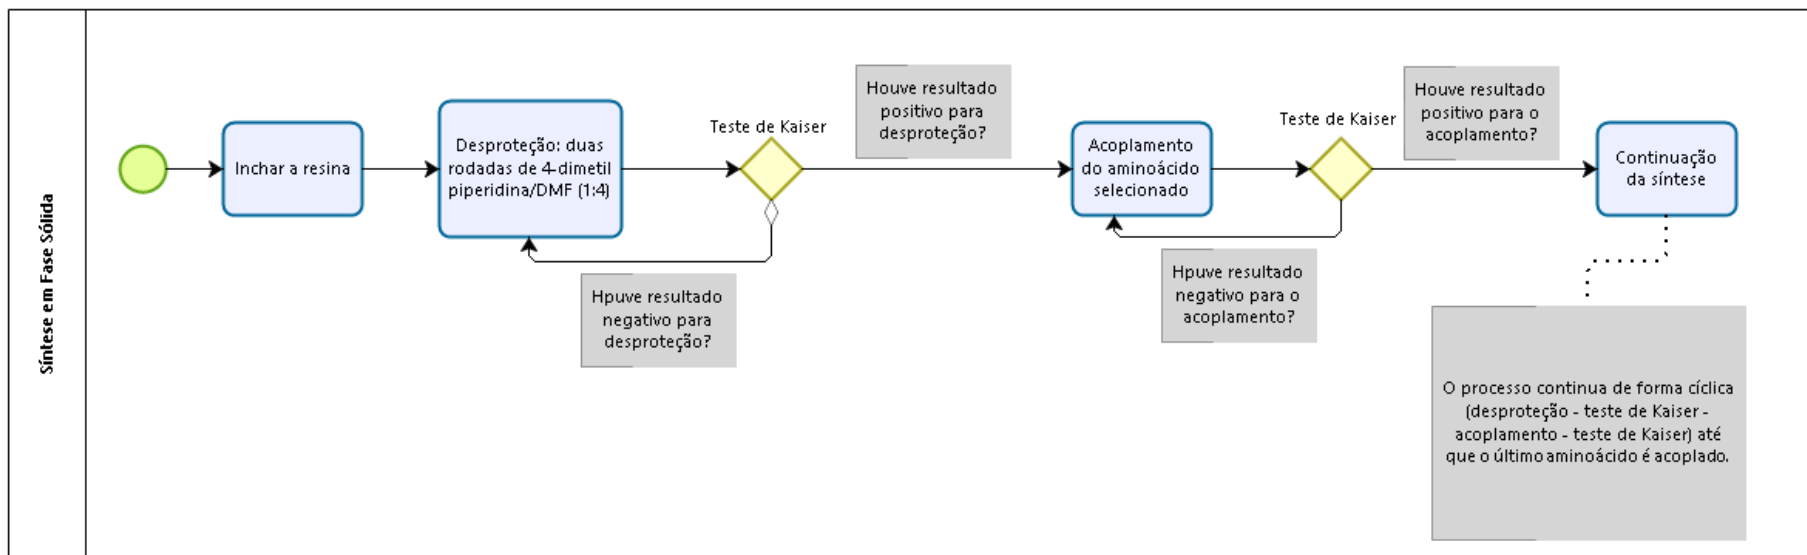 Síntese em Fase Sólida
Inchar a resina
Desproteção: duas
rodadas de 4-dimetil
piperidina/DMF (1:4)
Teste de Kaiser
Houve resultado
positivo para
desproteção?
Hpuve resultado
negativo para
desproteção?
Acoplamento
do aminoácido
selecionado
Teste de Kaiser
Houve resultado
positivo para o
acoplamento?
Hpuve resultado
negativo para o
acoplamento?
Continuação
da síntese
O processo continua de forma cíclica
(desproteção - teste de Kaiser -
acoplamento - teste de Kaiser) até
que o último aminoácido é acoplado.